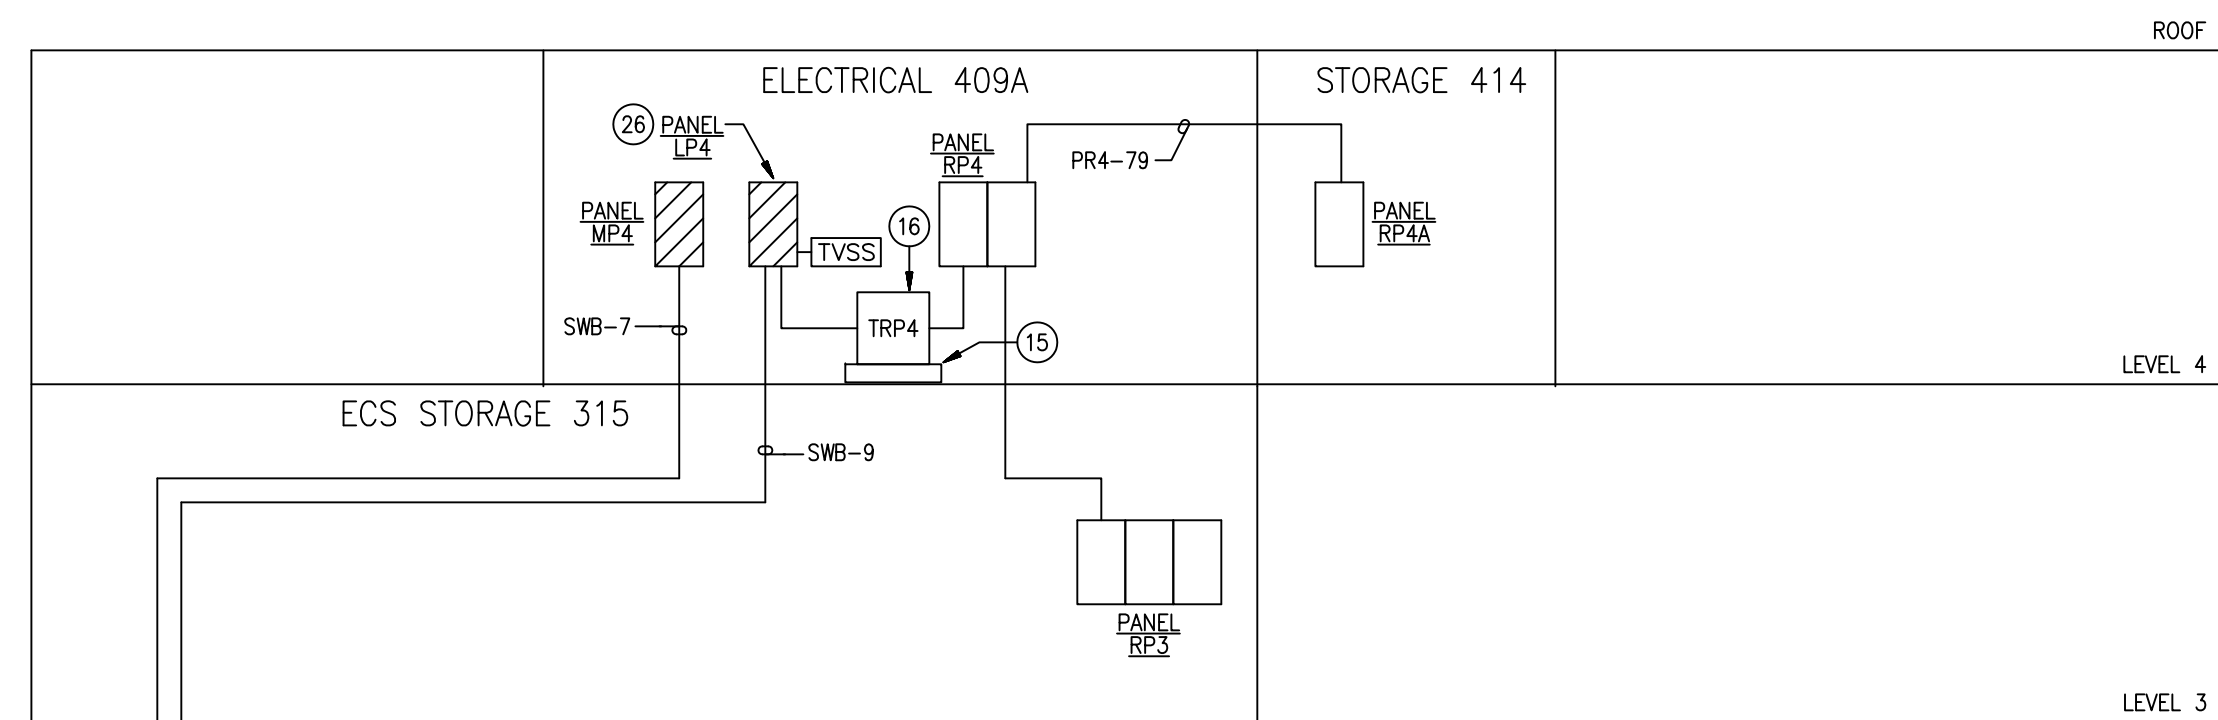 ROOF
ELECTRICAL 409A
STORAGE 414
26
PANEL
LP4
PANEL
RP4
PR4-79
PANEL
MP4
16
TVSS
PANEL
RP4A
SWB-7
TRP4
15
LEVEL 4
ECS STORAGE 315
SWB-9
PANEL
RP3
LEVEL 3